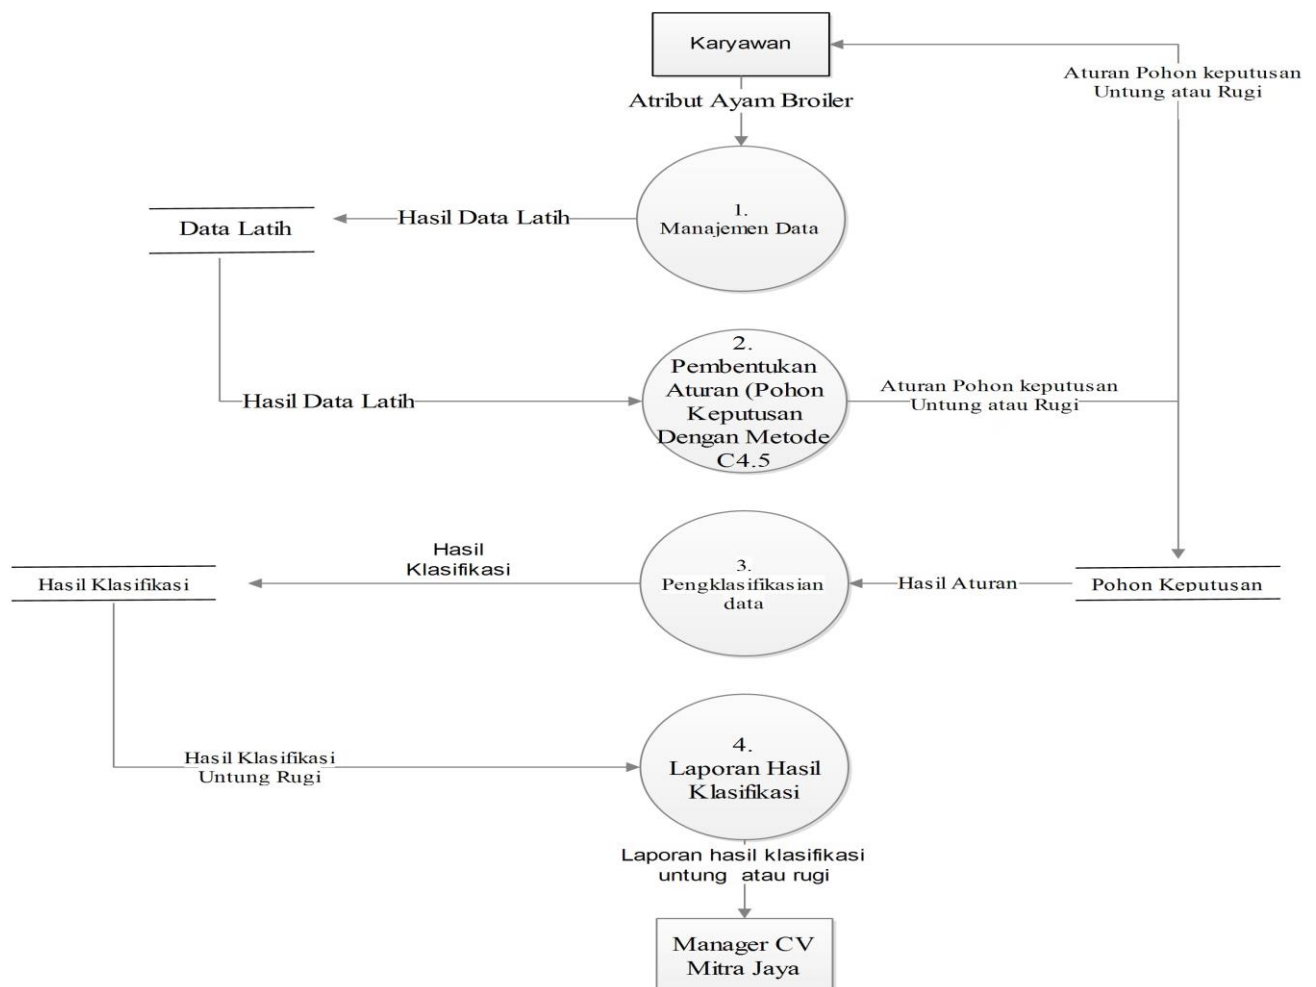 Karyawan
Aturan Pohon keputusan
Untung atau Rugi
Atribut Ayam Broiler
1.
Manajemen Data
Hasil Data Latih
Data Latih
2.
Pembentukan
Aturan (Pohon
Keputusan
Dengan Metode
C4.5
Hasil Data Latih
Aturan Pohon keputusan
Untung atau Rugi
Hasil
Klasifikasi
Hasil Klasifikasi
3.
Pengklasifikasian
data
Hasil Aturan
Pohon Keputusan
4.
Laporan Hasil
Klasifikasi
Hasil Klasifikasi
Untung Rugi
Laporan hasil klasifikasi
untung atau rugi
Manager CV
Mitra Jaya